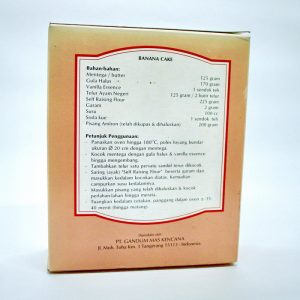 BANANA CAKE
Bahan-bahan:
Mentega / butter 125 gram
Gula Halus 170 gram
Vanilla Essence 1 sendok teh
Telur Ayam Negeri 125 gram / 2 butir telur
Self Raising Flour 225 gram
Garam 2 gram
Susu 100 cc
Soda kue 1 sendok teh
Pisang Ambon (telah dikupas & dihaluskan) 200 gram
Petunjuk Penggunaan:
- Panaskan oven hingga 180°C, poles loyang bundar
ukuran Ø 20 cm dengan mentega.
- Kocok mentega dengan gula halus & vanilla essence
hingga mengembang.
- Tambahkan telur satu persatu sambil terus dikocok.
- Saring (ayak) "Self Raising Flour" beserta garam dan
masukkan kedalam kocokan diatas. Kemudian
campurkan susu kedalamnya.
- Masukkan pisang yang telah dihaluskan & kocok
perlahan-lahan hingga merata.
- Tuangkan kedalam cetakan, panggang dalam oven ± 35-
40 menit (hingga matang).
PT. GANDUM MAS KENCANA
Jl. Moh. Toha Km. 3 Tangerang 15113 - Indonesia